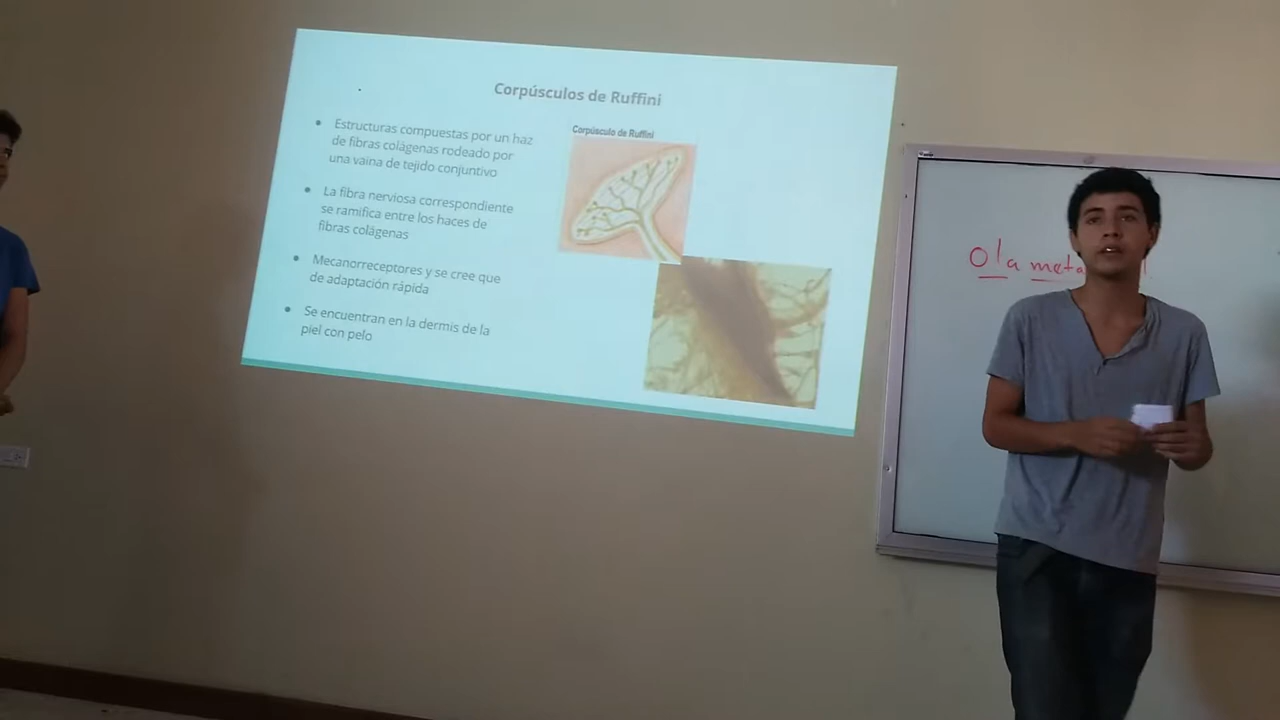 Corpúsculos de Ruffini
Estructuras compuestas por un haz
de fibras colágenas rodeado por
una vaina de tejido conjuntivo
La fibra nerviosa correspondiente
se ramifica entre los haces de
fibras colágenas
Mecanorreceptores y se cree que
de adaptación rápida
Se encuentran en la dermis de la
piel con pelo
Corpúsculo de Ruffini
Ola meta